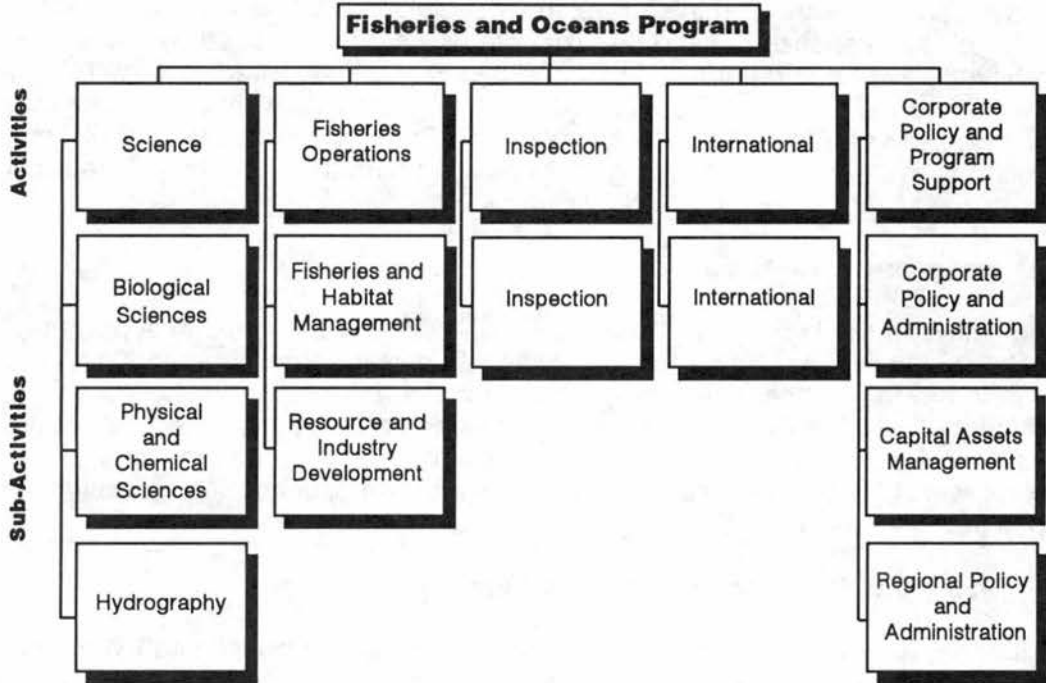 Fisheries and Oceans Program
Activities
Science
Fisheries
Operations
Inspection
International
Corporate
Policy and
Program
Support
Sub-Activities
Biological
Sciences
Fisheries and
Habitat
Management
Inspection
International
Corporate
Policy and
Administration
Physical
and
Chemical
Sciences
Resource and
Industry
Development
Capital Assets
Management
Hydrography
Regional Policy
and
Administration